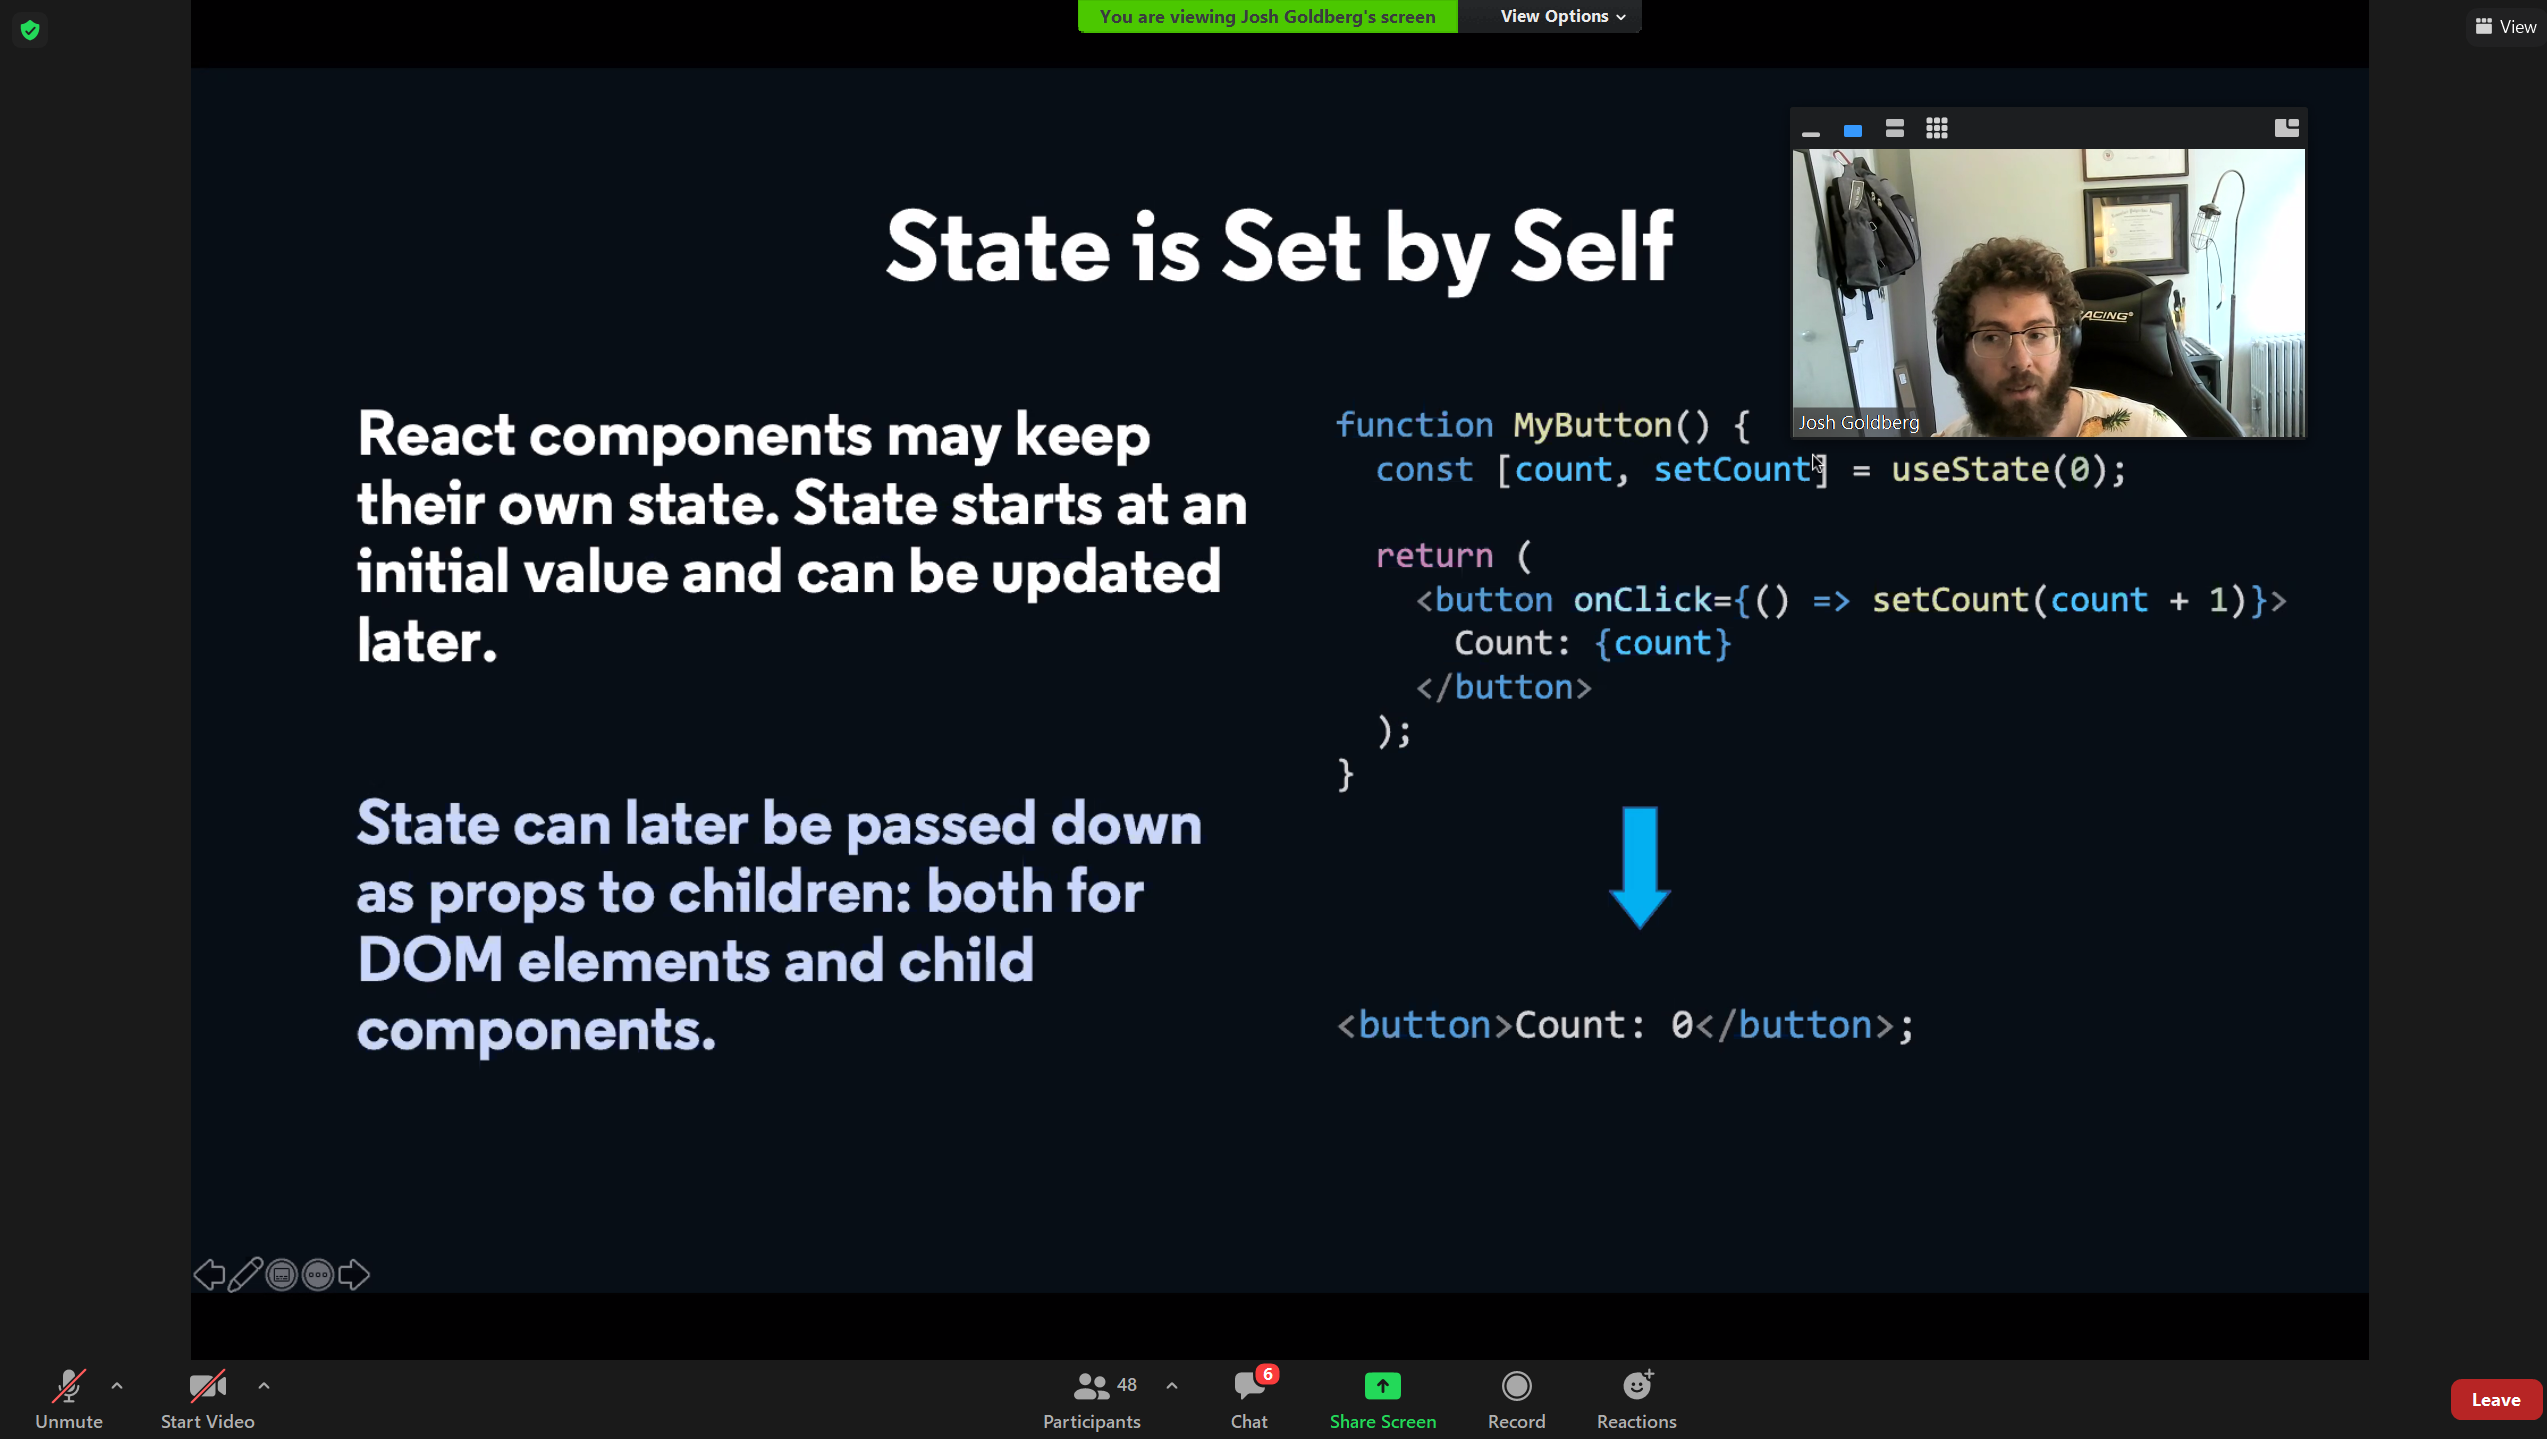 You are viewing Josh Goldberg's screen
View Options
View
State is Set by Self
React components may keep
their own state. State starts at an
initial value and can be updated
later.
State can later be passed down
as props to children: both for
DOM elements and child
components.
function MyButton() {
const [count, setCount] = useState(0);
return (
<button onClick={() => setCount(count + 1)}>
Count: {count}
</button>
);
}
<button>Count: 0</button>;
Josh Goldberg
Unmute
Start Video
48
Participants
6
Chat
Share Screen
Record
Reactions
Leave